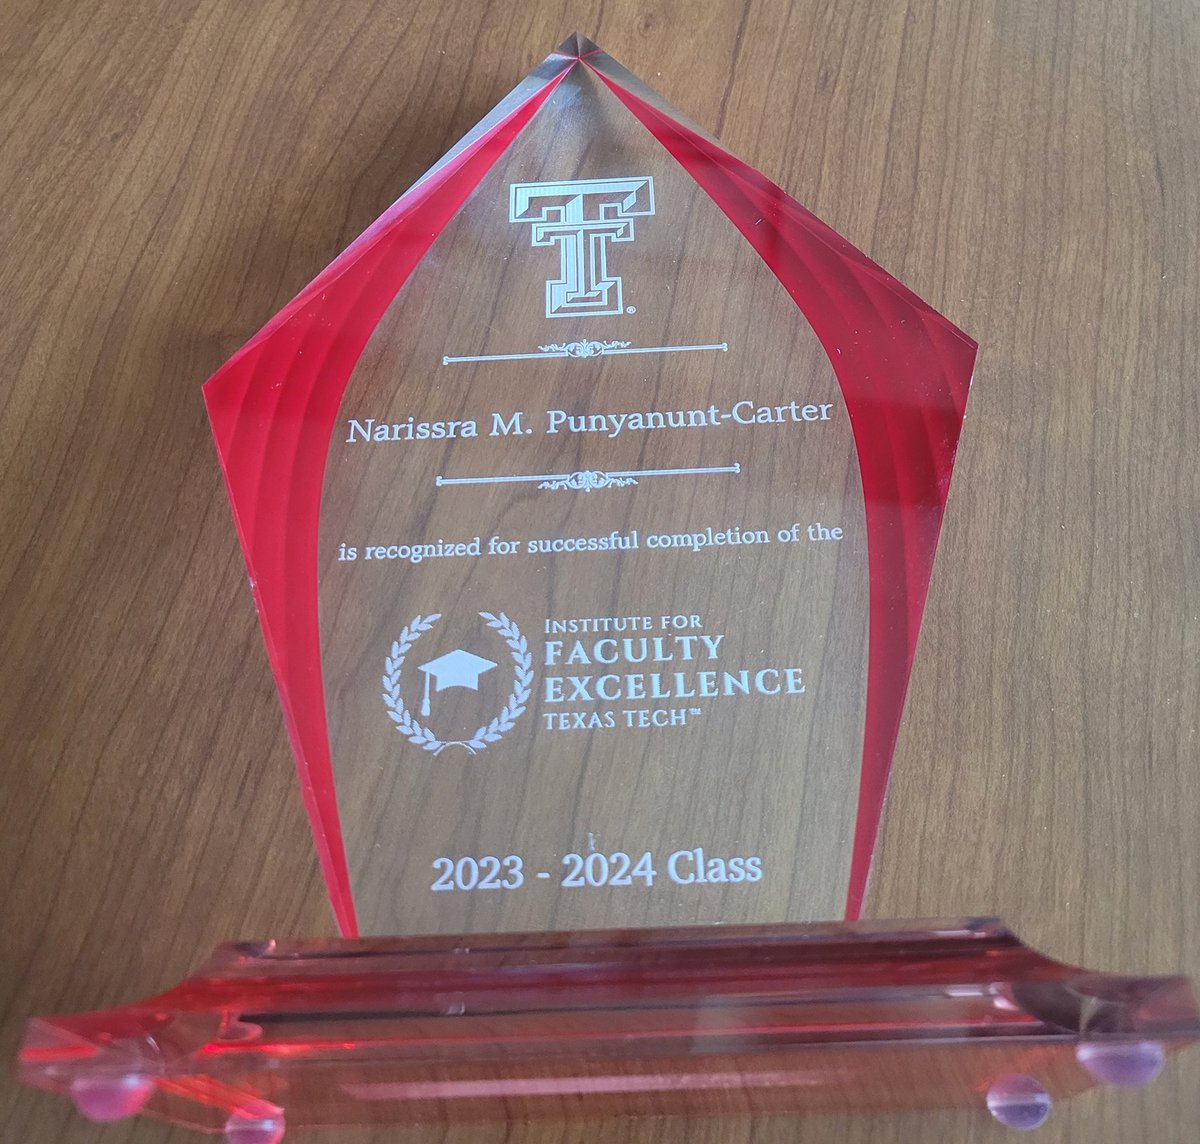 TT®
Narissra M. Punyanunt-Carter
is recognized for successful completion of the
INSTITUTE FOR
FACULTY
EXCELLENCE
TEXAS TECH™
2023 - 2024 Class